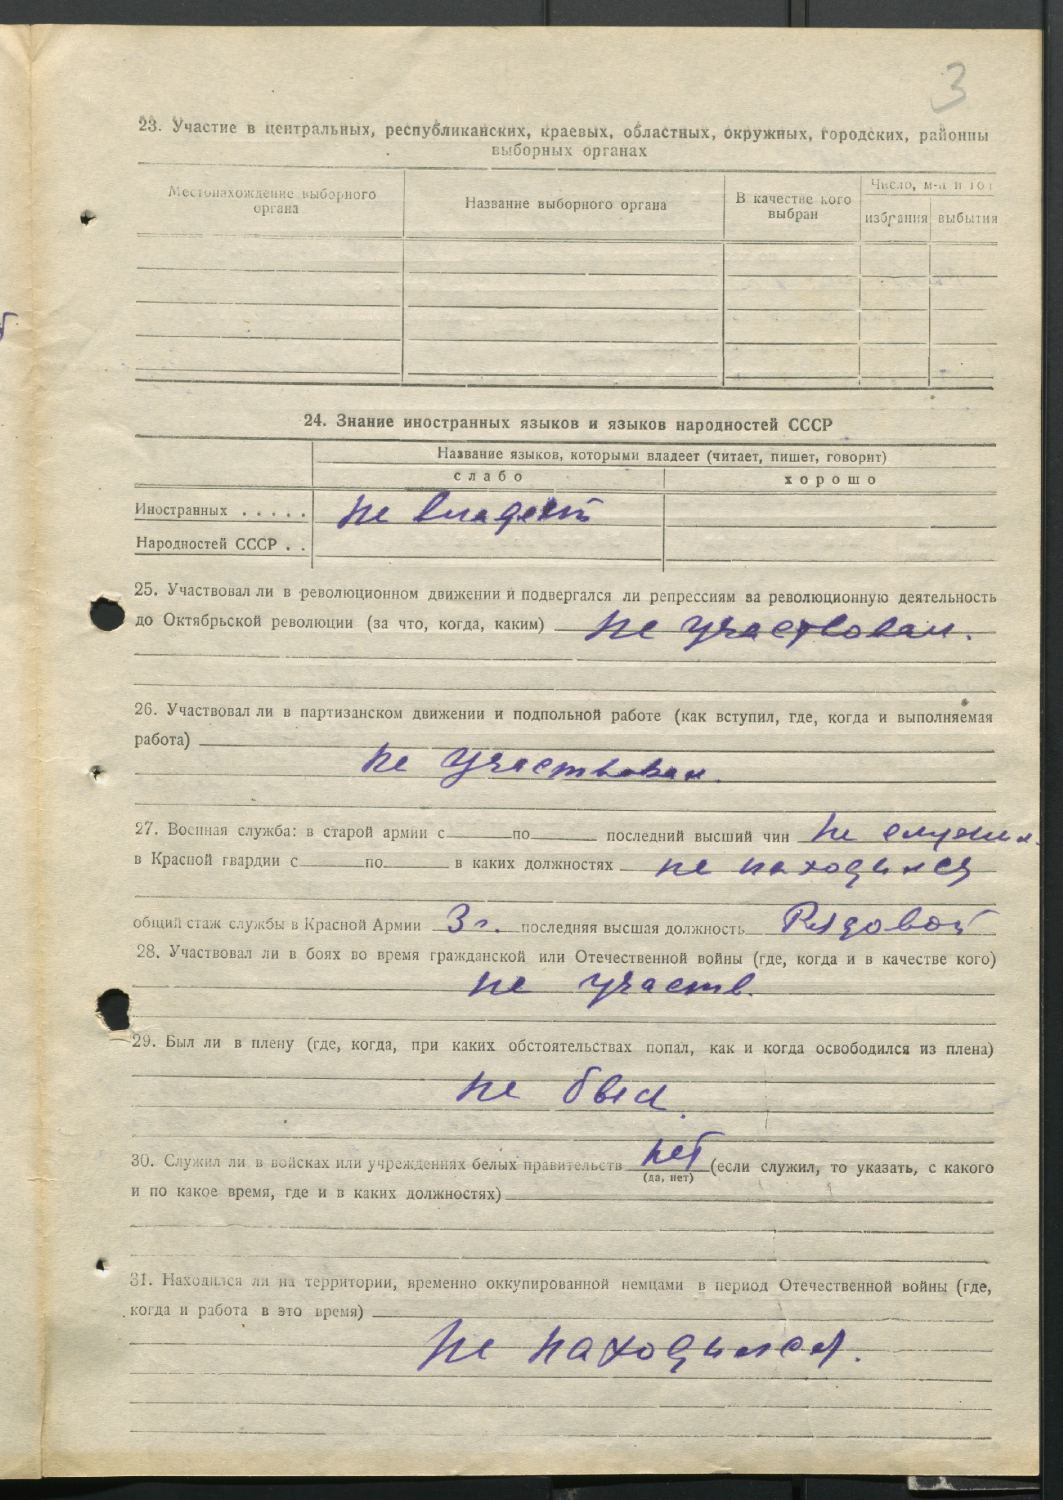 3
23. Участие в центральных, республиканских, краевых, областных, окружных, городских, районны
выборных органах
Местонахождение выборного
органа
Название выборного органа
В качестве кого
выбран
Число, м-ц и год
избрания
выбытия
24. Знание иностранных языков и языков народностей СССР
Название языков, которыми владеет (читает, пишет, говорит)
слабо
хорошо
Иностранных . . . . .
не владеет
Народностей СССР . .
25. Участвовал ли в революционном движении и подвергался ли репрессиям за революционную деятельность
до Октябрьской революции (за что, когда, каким) не участвовал.
26. Участвовал ли в партизанском движении и подпольной работе (как вступил, где, когда и выполняемая
работа)
не участвовал.
27. Военная служба: в старой армии с по последний высший чин не служил.
в Красной гвардии с по в каких должностях не находился
общий стаж службы в Красной Армии 3 г. последняя высшая должность Рядовой
28. Участвовал ли в боях во время гражданской или Отечественной войны (где, когда и в качестве кого)
не участв.
29. Был ли в плену (где, когда, при каких обстоятельствах попал, как и когда освободился из плена)
не был.
30. Служил ли в войсках или учреждениях белых правительств нет (если служил, то указать, с какого
(да, нет)
и по какое время, где и в каких должностях)
31. Находился ли на территории, временно оккупированной немцами в период Отечественной войны (где,
когда и работа в это время)
не находился.